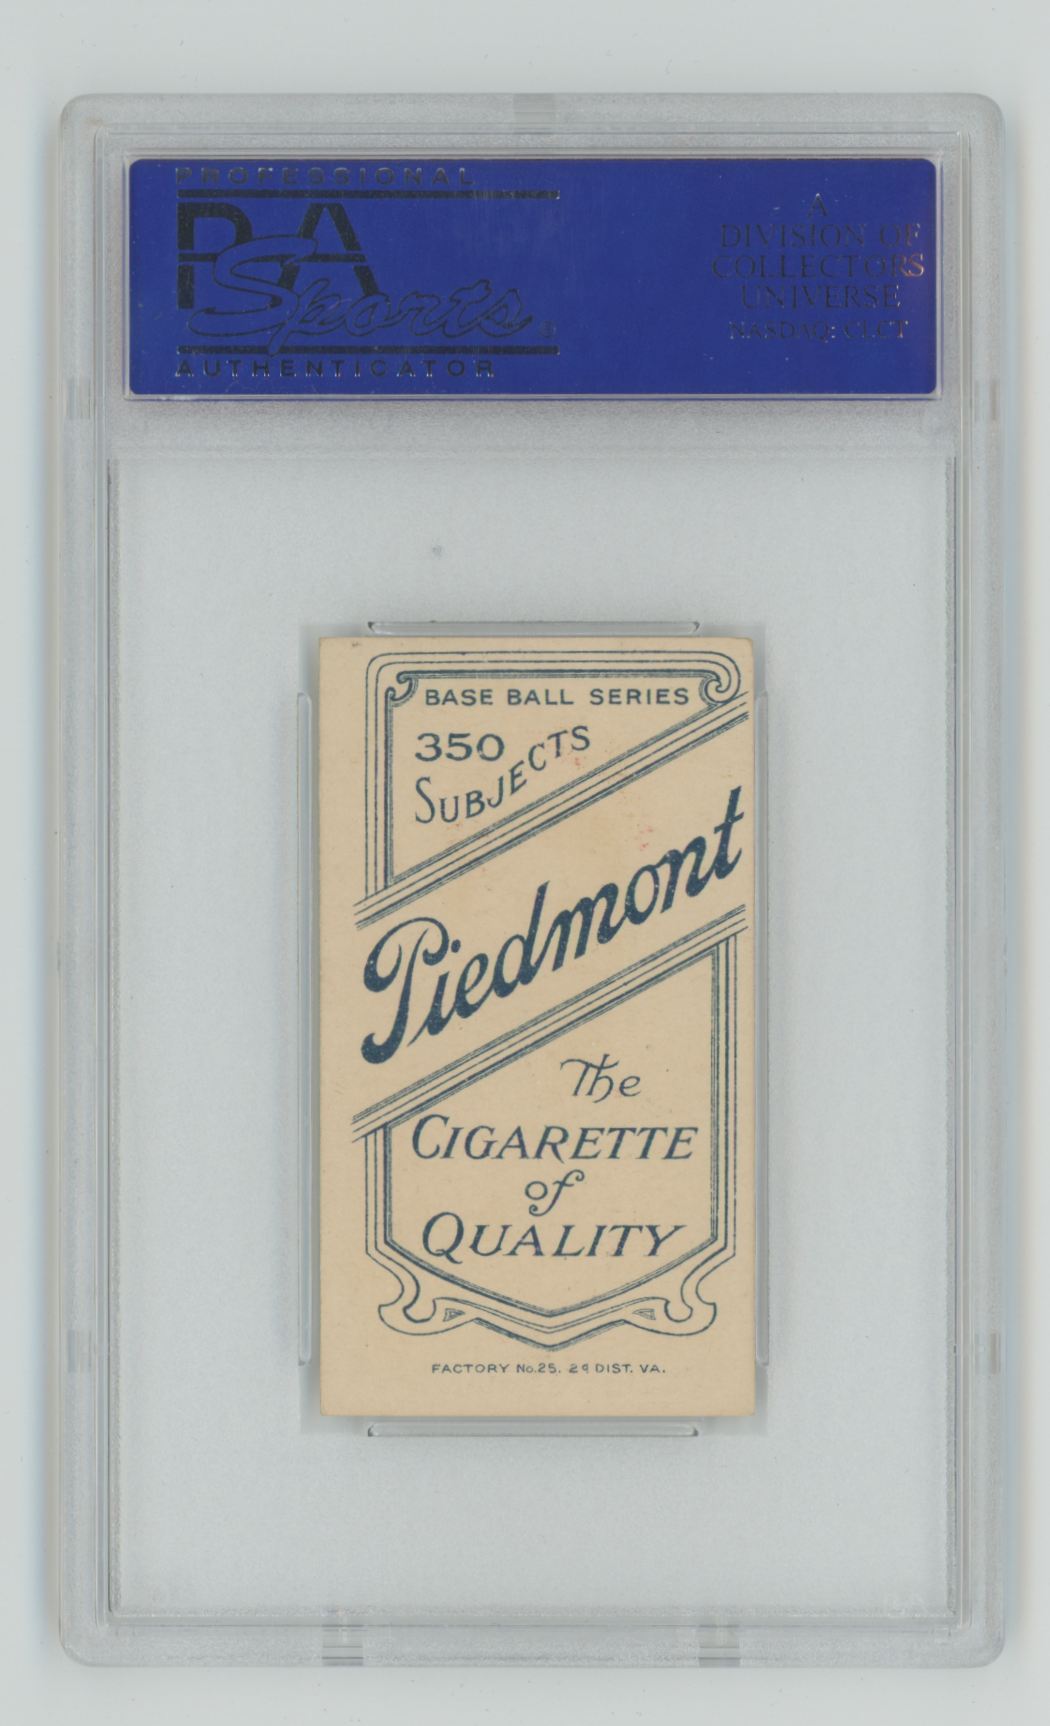 PROFESSIONAL
PSA
Sports®
AUTHENTICATOR
A
DIVISION OF
COLLECTORS
UNIVERSE
NASDAQ: CLCT
BASE BALL SERIES
350
SUBJECTS
Piedmont
The
CIGARETTE
of
QUALITY
FACTORY No.25. 2d DIST. VA.